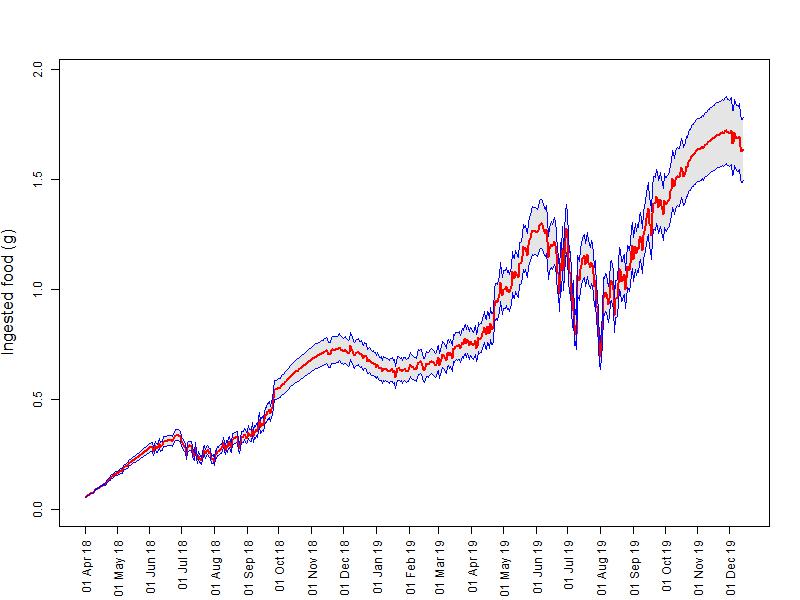 Ingested food (g)
2.0
1.5
1.0
0.5
0.0
01 Apr 18
01 May 18
01 Jun 18
01 Jul 18
01 Aug 18
01 Sep 18
01 Oct 18
01 Nov 18
01 Dec 18
01 Jan 19
01 Feb 19
01 Mar 19
01 Apr 19
01 May 19
01 Jun 19
01 Jul 19
01 Aug 19
01 Sep 19
01 Oct 19
01 Nov 19
01 Dec 19